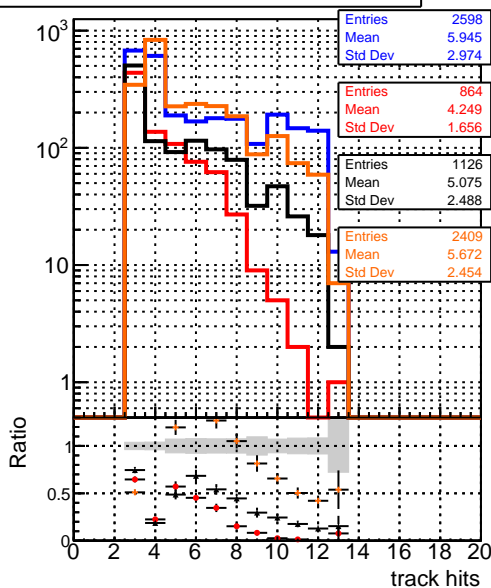 10³
Entries 2598
Mean 5.945
Std Dev 2.974
Entries 864
Mean 4.249
Std Dev 1.656
10²
Entries 1126
Mean 5.075
Std Dev 2.488
Entries 2409
Mean 5.672
Std Dev 2.454
10
1
Ratio
1
0.5
0
0 2 4 6 8 10 12 14 16 18 20
track hits